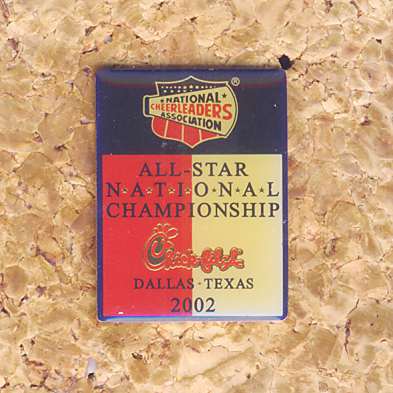 NATIONAL
CHEERLEADERS
ASSOCIATION
®
ALL-STAR
N★A★T★I★O★N★A★L
CHAMPIONSHIP
Chick-fil-A
DALLAS · TEXAS
2002